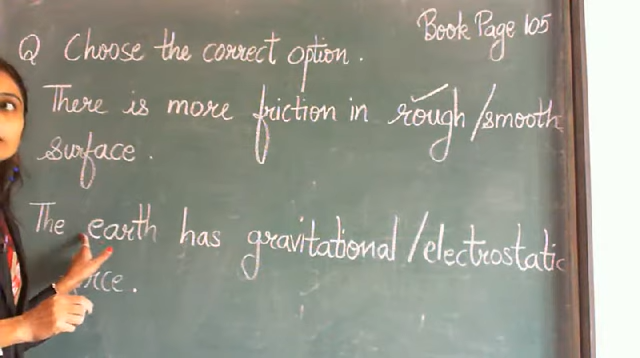 Book Page 105
Q Choose the correct option.
There is more friction in rough/smooth
surface.
The earth has gravitational/electrostatic